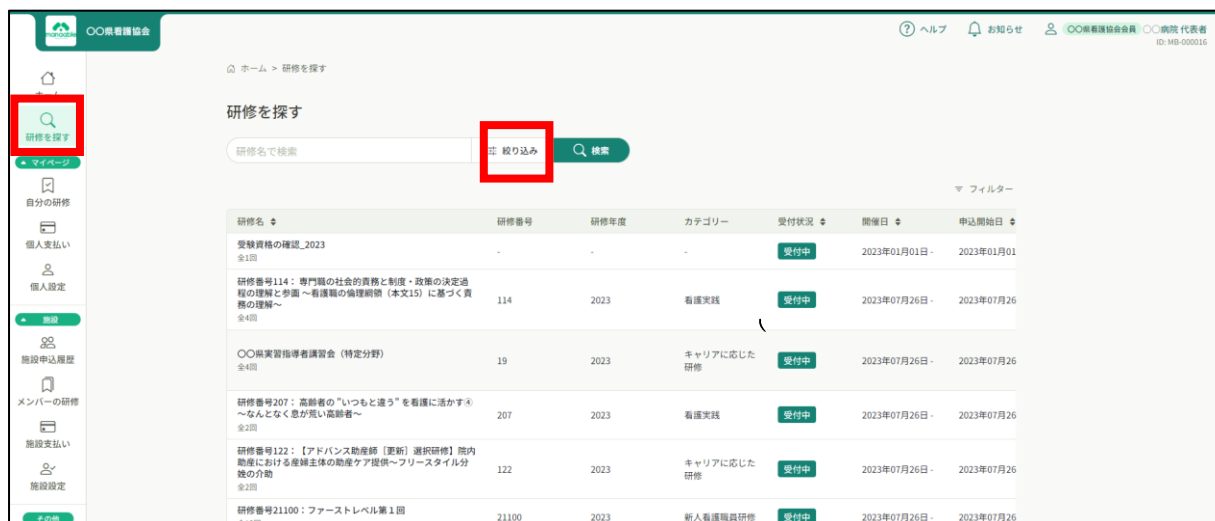 manaable
〇〇県看護協会
? ヘルプ
お知らせ
〇〇県看護協会会員 〇〇病院 代表者
ID: MB-000016
ホーム > 研修を探す
研修を探す
研修名で検索
絞り込み
検索
フィルター
ホーム
研修を探す
マイページ
自分の研修
個人支払い
個人設定
施設
施設申込履歴
メンバーの研修
施設支払い
施設設定
その他
研修名 研修番号 研修年度 カテゴリー 受付状況 開催日 申込開始日
受験資格の確認_2023
全1回
- - - 受付中 2023年01月01日 - 2023年01月01
研修番号114： 専門職の社会的責務と制度・政策の決定過
程の理解と参画 ～看護職の倫理綱領（本文15）に基づく責
務の理解～
全4回
114 2023 看護実践 受付中 2023年07月26日 - 2023年07月26
〇〇県実習指導者講習会（特定分野）
全4回
19 2023 キャリアに応じた
研修
受付中 2023年07月26日 - 2023年07月26
研修番号207： 高齢者の "いつもと違う" を看護に活かす④
～なんとなく息が荒い高齢者～
全2回
207 2023 看護実践 受付中 2023年07月26日 - 2023年07月26
研修番号122：【アドバンス助産師［更新］選択研修】院内
助産における産婦主体の助産ケア提供～フリースタイル分
娩の介助
全2回
122 2023 キャリアに応じた
研修
受付中 2023年07月26日 - 2023年07月26
研修番号21100：ファーストレベル第１回
21100 2023 新人看護職員研修 受付中 2023年07月26日 - 2023年07月26